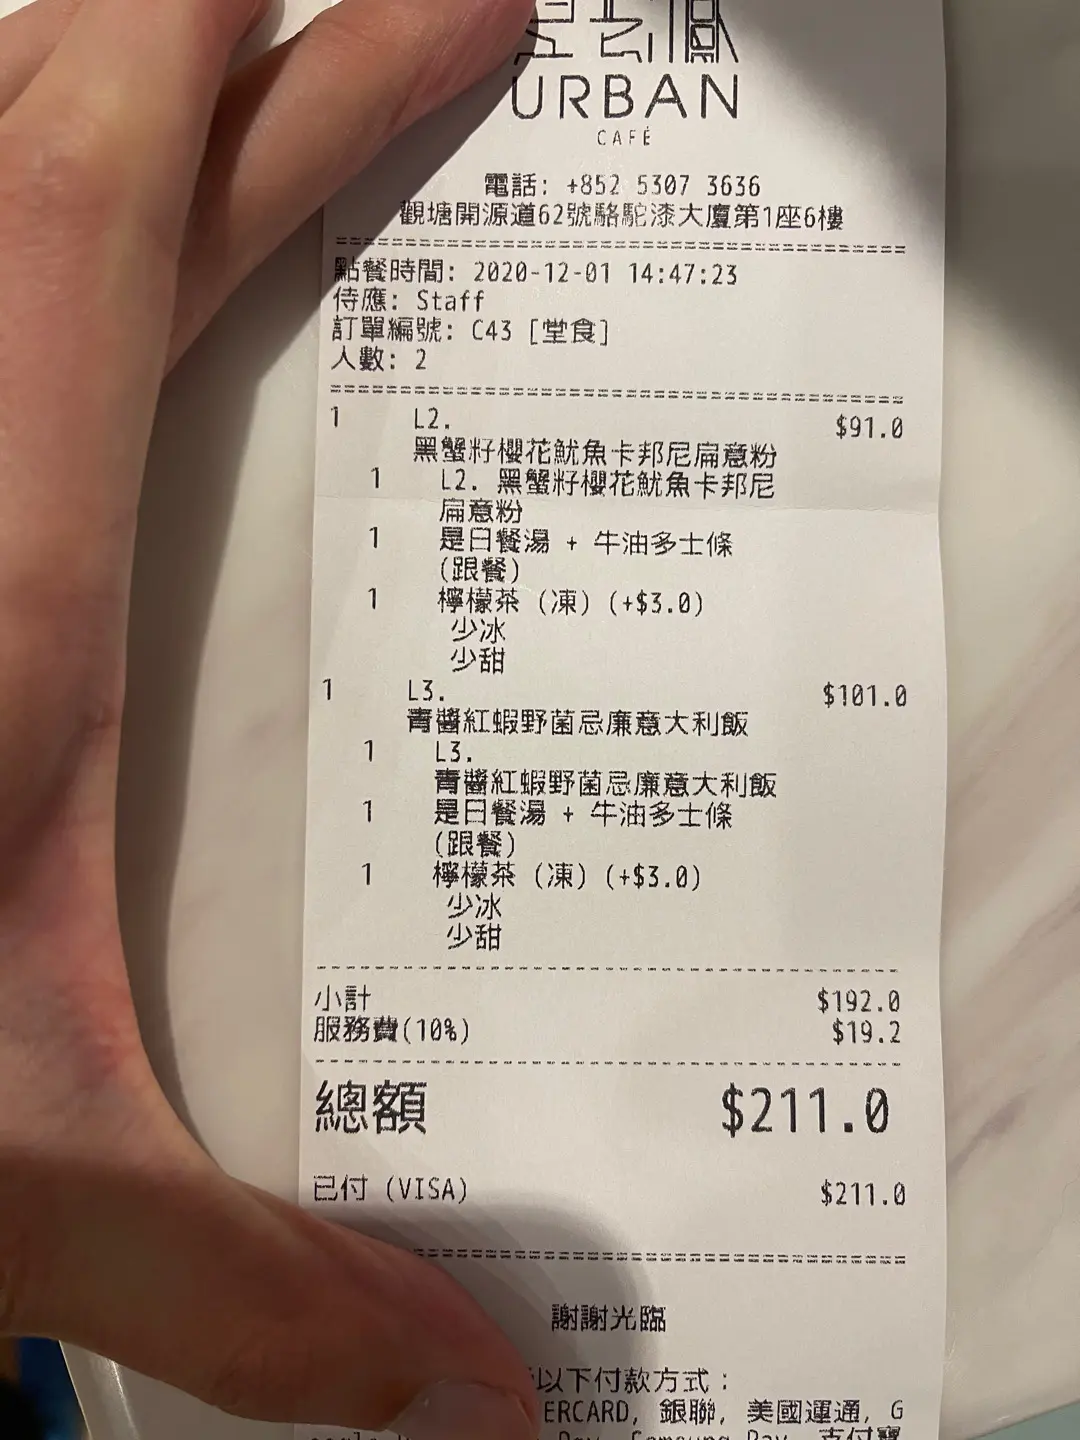 URBAN
CAFÉ
電話: +852 5307 3636
觀塘開源道62號駱駝漆大廈第1座6樓
點餐時間: 2020-12-01 14:47:23
侍應: Staff
訂單編號: C43 [堂食]
人數: 2
1 L2. $91.0
黑蟹籽櫻花魷魚卡邦尼扁意粉
1 L2. 黑蟹籽櫻花魷魚卡邦尼
扁意粉
1 是日餐湯 + 牛油多士條
(跟餐)
1 檸檬茶 (凍) (+$3.0)
少冰
少甜
1 L3. $101.0
青醬紅蝦野菌忌廉意大利飯
1 L3.
青醬紅蝦野菌忌廉意大利飯
1 是日餐湯 + 牛油多士條
(跟餐)
1 檸檬茶 (凍) (+$3.0)
少冰
少甜
小計 $192.0
服務費(10%) $19.2
總額 $211.0
已付 (VISA) $211.0
謝謝光臨
以下付款方式：
ERCARD, 銀聯, 美國運通, G
Pay, Samsung Pay, 支付寶